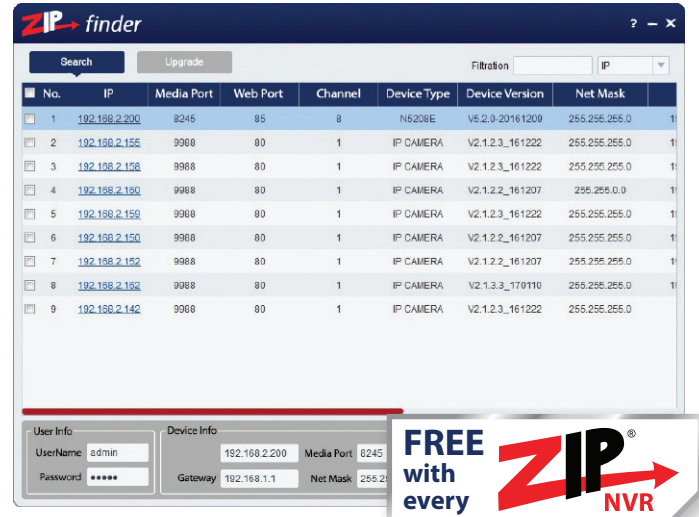 ZIP finder ? – ×
Search Upgrade Filtration IP
No. IP Media Port Web Port Channel Device Type Device Version Net Mask
1 192.168.2.200 8245 85 8 N5208E V5.2.0-20161209 255.255.255.0
2 192.168.2.155 9988 80 1 IP CAMERA V2.1.2.3_161222 255.255.255.0
3 192.168.2.158 9988 80 1 IP CAMERA V2.1.2.3_161222 255.255.255.0
4 192.168.2.160 9988 80 1 IP CAMERA V2.1.2.2_161207 255.255.0.0
5 192.168.2.159 9988 80 1 IP CAMERA V2.1.2.3_161222 255.255.255.0
6 192.168.2.150 9988 80 1 IP CAMERA V2.1.2.2_161207 255.255.255.0
7 192.168.2.152 9988 80 1 IP CAMERA V2.1.2.2_161207 255.255.255.0
8 192.168.2.162 9988 80 1 IP CAMERA V2.1.3.3_170110 255.255.255.0
9 192.168.2.142 9988 80 1 IP CAMERA V2.1.2.3_161222 255.255.255.0
User Info
UserName admin
Password •••••
Device Info
192.168.2.200 Media Port 8245
Gateway 192.168.1.1 Net Mask
FREE
with
every
ZIP®
NVR